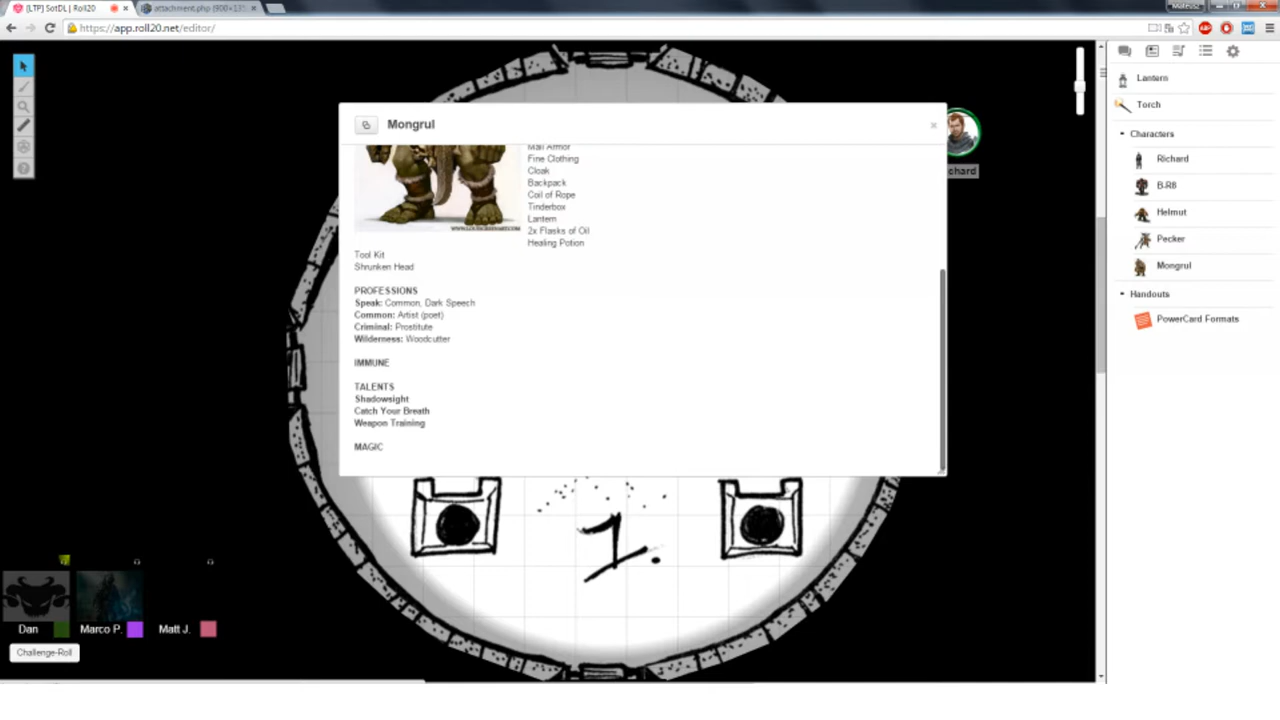 [LTP] SotDL | Roll20
attachment.php (900×13
Mateusz
https://app.roll20.net/editor/
Mongrul
Mail Armor
Fine Clothing
Cloak
Backpack
Coil of Rope
Tinderbox
Lantern
2x Flasks of Oil
Healing Potion
Tool Kit
Shrunken Head
PROFESSIONS
Speak: Common, Dark Speech
Common: Artist (poet)
Criminal: Prostitute
Wilderness: Woodcutter
IMMUNE
TALENTS
Shadowsight
Catch Your Breath
Weapon Training
MAGIC
chard
1.
Dan
Marco P.
Matt J.
Challenge-Roll
Lantern
Torch
Characters
Richard
B-R8
Helmut
Pecker
Mongrul
Handouts
PowerCard Formats